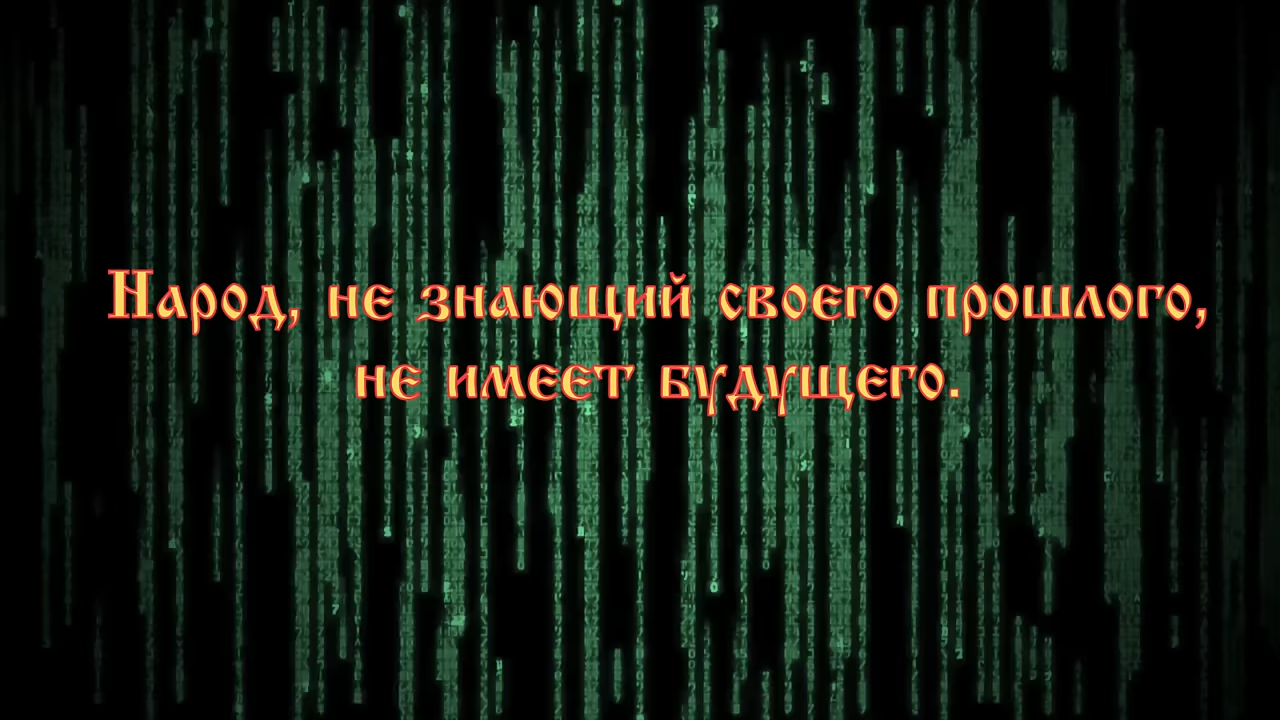 Народ, не знающий своего прошлого,
не имеет будущего.